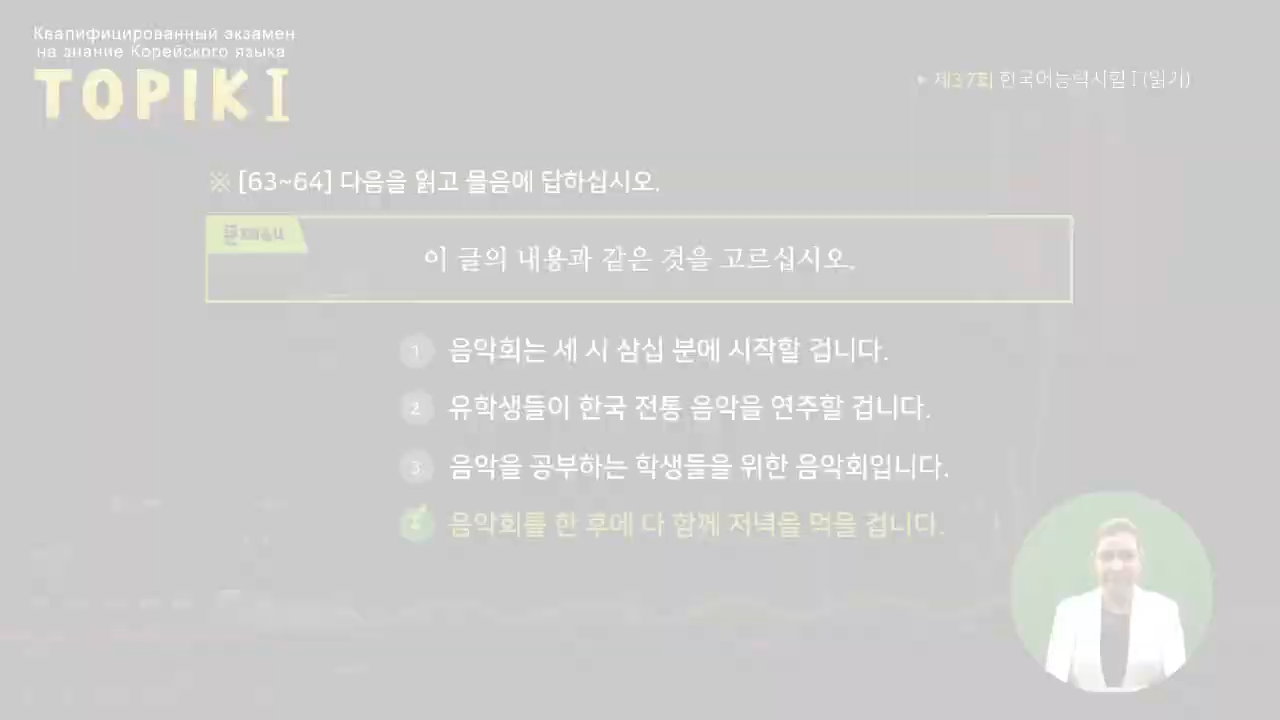 Квалифицированный экзамен
на знание Корейского языка
TOPIK I
▸ 제37회 한국어능력시험 I (읽기)
※ [63~64] 다음을 읽고 물음에 답하십시오.
이 글의 내용과 같은 것을 고르십시오.
1 음악회는 세 시 삼십 분에 시작할 겁니다.
2 유학생들이 한국 전통 음악을 연주할 겁니다.
3 음악을 공부하는 학생들을 위한 음악회입니다.
음악회를 한 후에 다 함께 저녁을 먹을 겁니다.